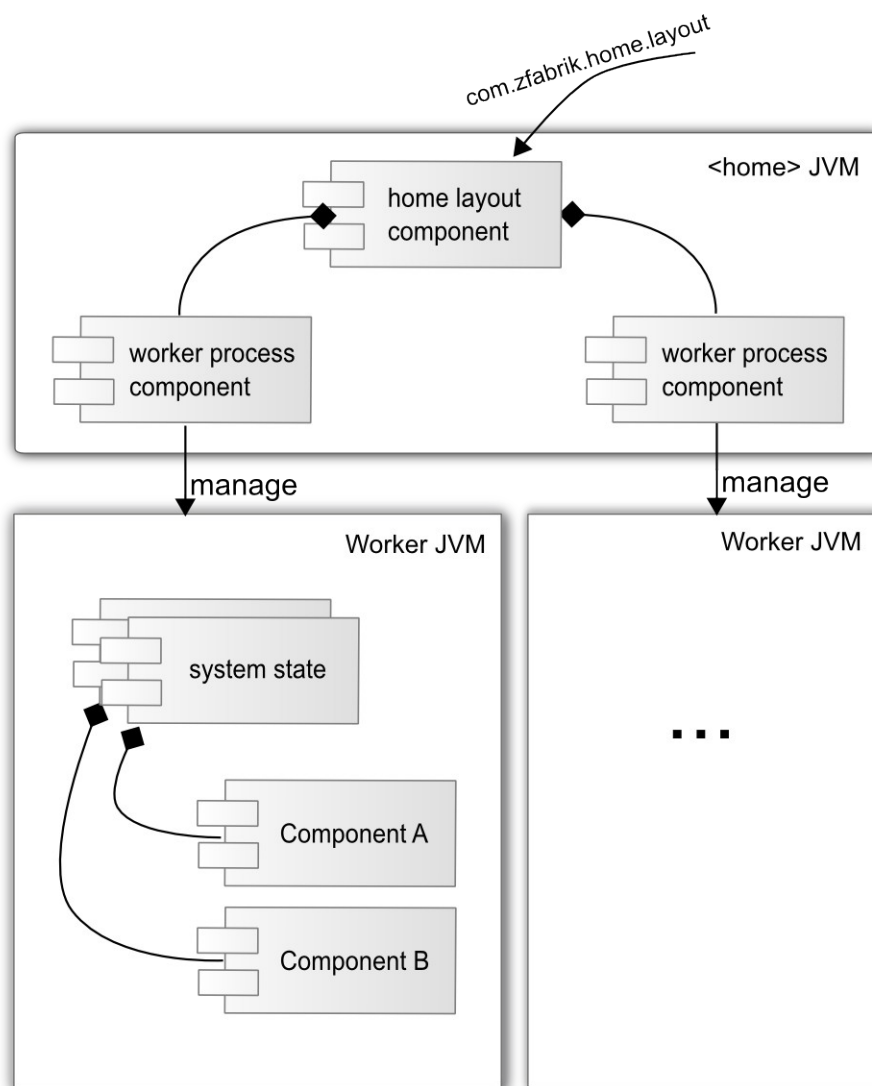 com.zfabrik.home.layout
<home> JVM
home layout
component
worker process
component
worker process
component
manage
manage
Worker JVM
Worker JVM
system state
...
Component A
Component B